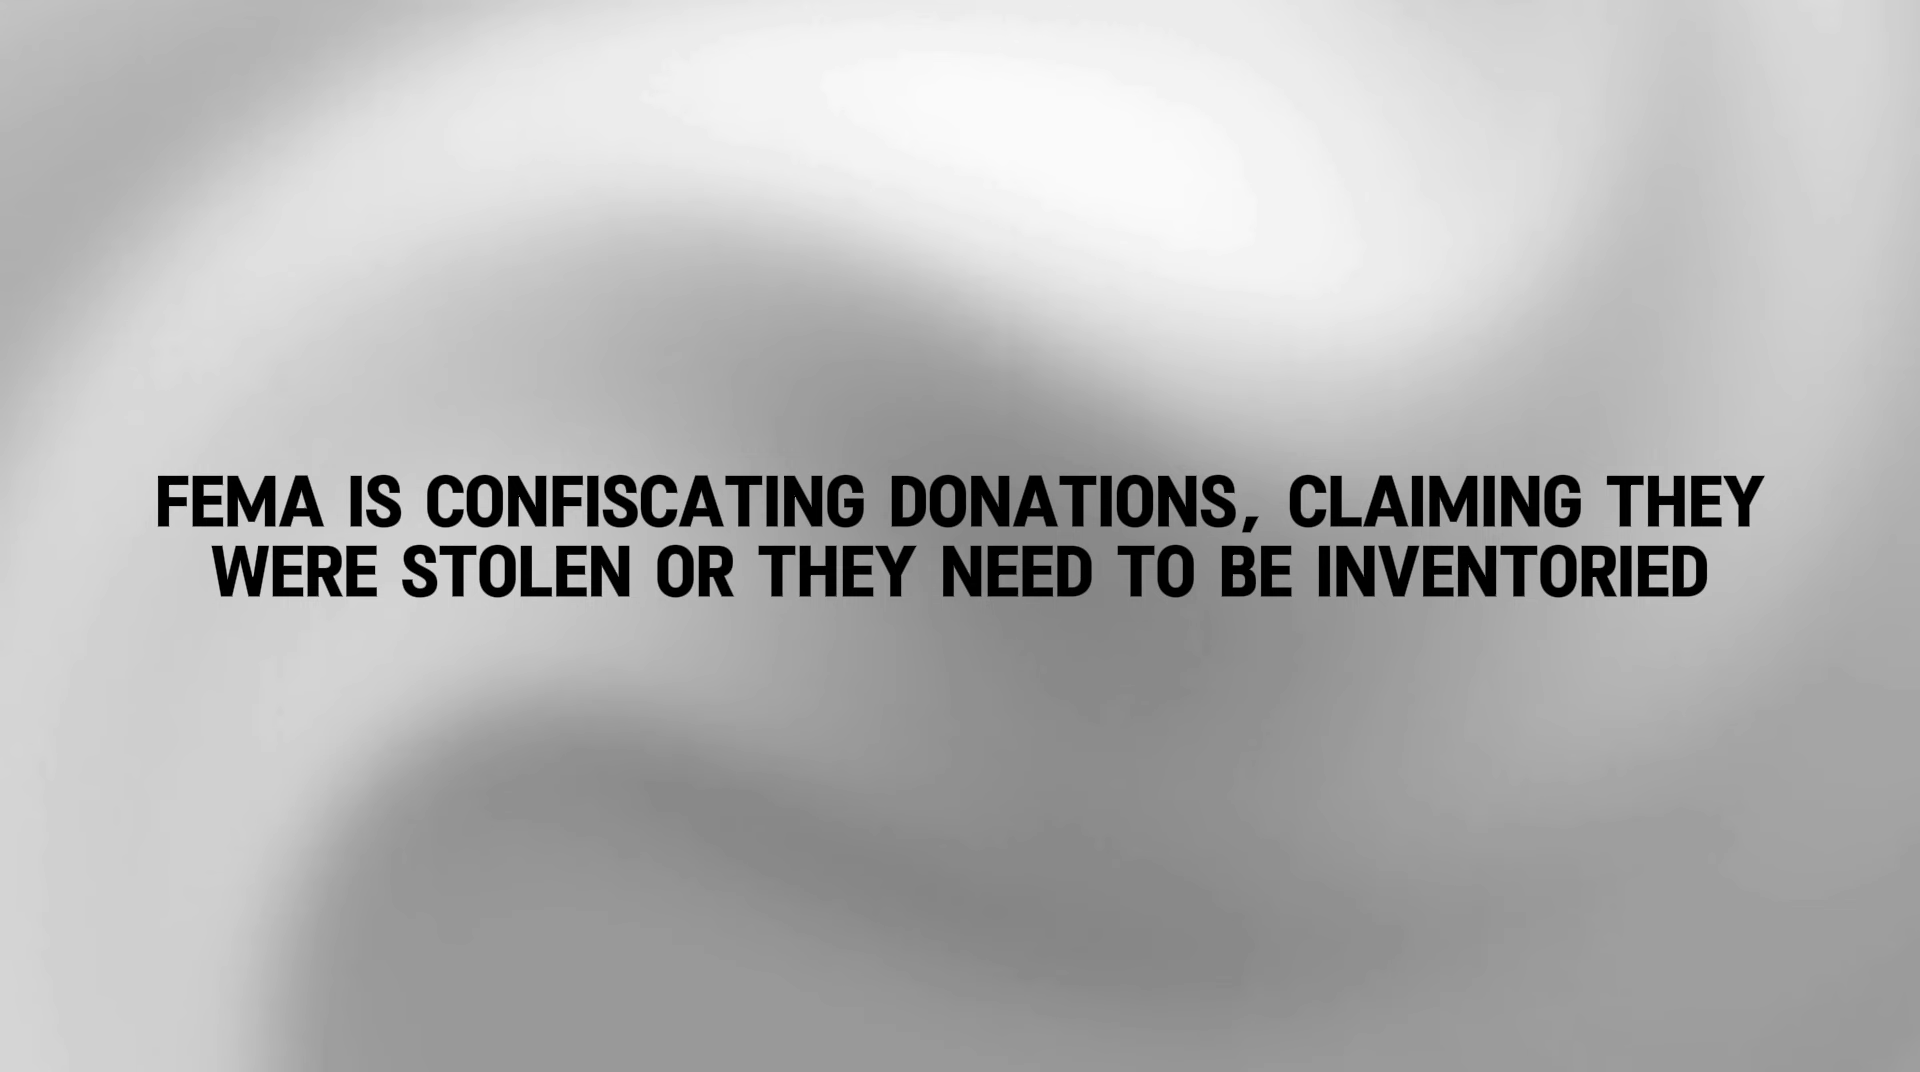 FEMA IS CONFISCATING DONATIONS, CLAIMING THEY
WERE STOLEN OR THEY NEED TO BE INVENTORIED